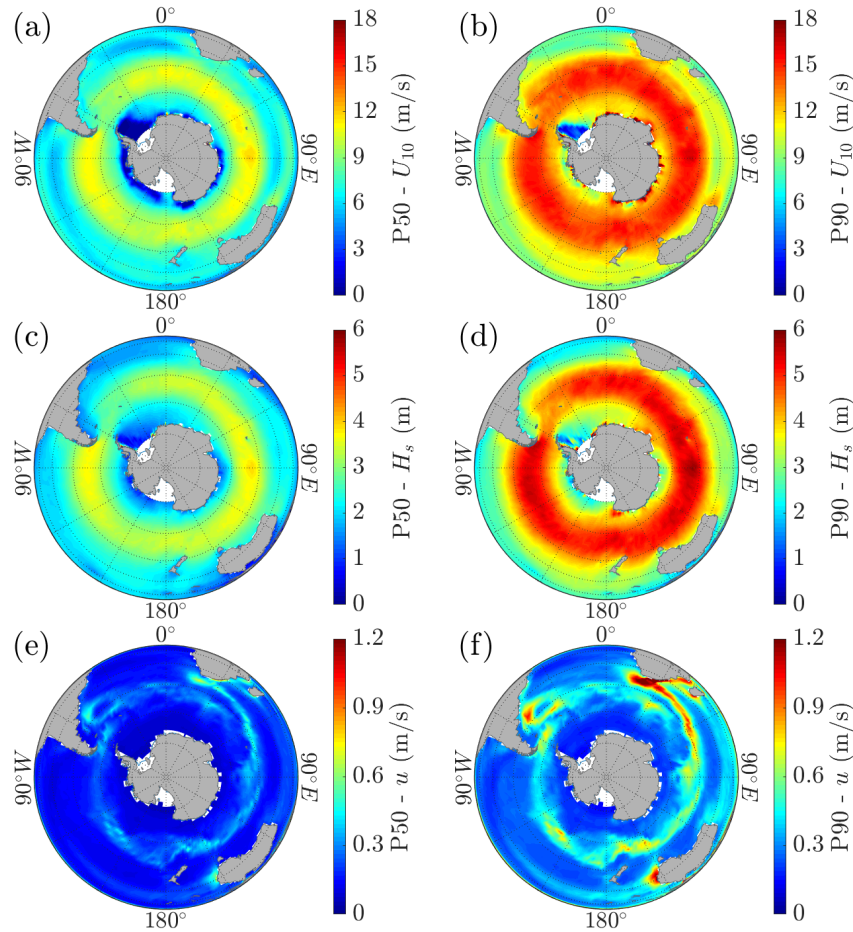 (a)
0°
90°W
90°E
180°
18
15
12
9
6
3
0
P50 - U₁₀ (m/s)
(b)
0°
90°W
90°E
180°
18
15
12
9
6
3
0
P90 - U₁₀ (m/s)
(c)
0°
90°W
90°E
180°
6
5
4
3
2
1
0
P50 - Hₛ (m)
(d)
0°
90°W
90°E
180°
6
5
4
3
2
1
0
P90 - Hₛ (m)
(e)
0°
90°W
90°E
180°
1.2
0.9
0.6
0.3
0
P50 - u (m/s)
(f)
0°
90°W
90°E
180°
1.2
0.9
0.6
0.3
0
P90 - u (m/s)